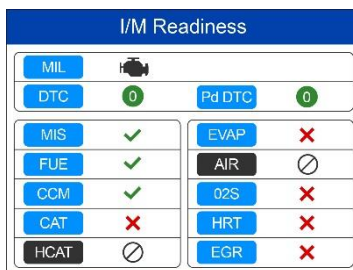 I/M Readiness
MIL
DTC 0 Pd DTC 0
MIS EVAP
FUE AIR
CCM 02S
CAT HRT
HCAT EGR